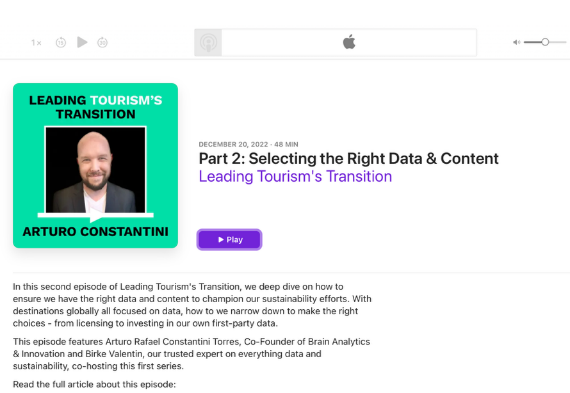 1×
15
30
LEADING TOURISM'S
TRANSITION
ARTURO CONSTANTINI
DECEMBER 20, 2022 · 48 MIN
Part 2: Selecting the Right Data & Content
Leading Tourism's Transition
Play
In this second episode of Leading Tourism's Transition, we deep dive on how to
ensure we have the right data and content to champion our sustainability efforts. With
destinations globally all focused on data, how to we narrow down to make the right
choices - from licensing to investing in our own first-party data.
This episode features Arturo Rafael Constantini Torres, Co-Founder of Brain Analytics
& Innovation and Birke Valentin, our trusted expert on everything data and
sustainability, co-hosting this first series.
Read the full article about this episode: